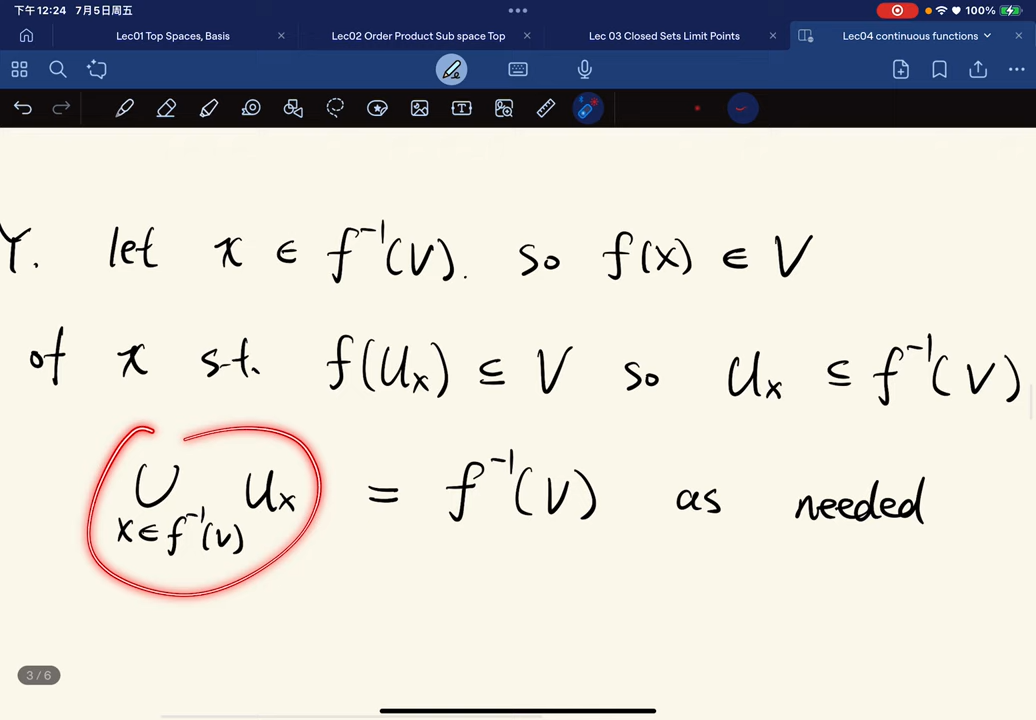 下午12:24 7月5日周五
100%
Lec01 Top Spaces, Basis
Lec02 Order Product Sub space Top
Lec 03 Closed Sets Limit Points
Lec04 continuous functions
Y. let x ∈ f⁻¹(V). so f(x) ∈ V
of x s.t. f(Uₓ) ⊆ V so Uₓ ⊆ f⁻¹(V)
∪ Uₓ = f⁻¹(V) as needed
x ∈ f⁻¹(V)
3 / 6